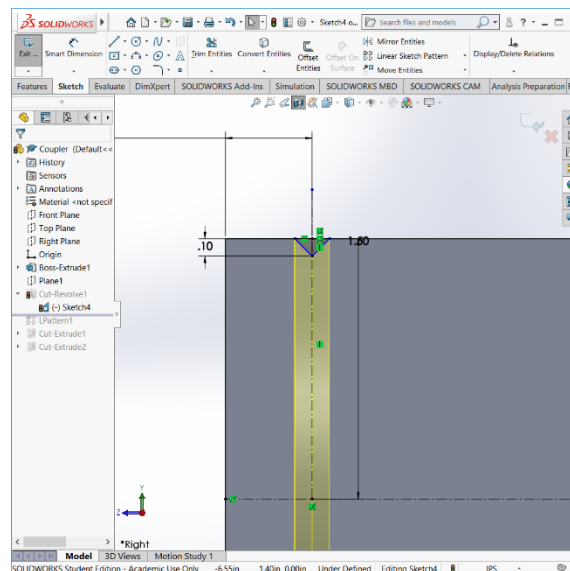 SOLIDWORKS
Sketch4 o...
Search files and models
Exit ...
Smart Dimension
Trim Entities
Convert Entities
Offset Entities
Offset On Surface
Mirror Entities
Linear Sketch Pattern
Move Entities
Display/Delete Relations
Features
Sketch
Evaluate
DimXpert
SOLIDWORKS Add-Ins
Simulation
SOLIDWORKS MBD
SOLIDWORKS CAM
Analysis Preparation
Coupler (Default<<
History
Sensors
Annotations
Material <not specif
Front Plane
Top Plane
Right Plane
Origin
Boss-Extrude1
Plane1
Cut-Revolve1
(-) Sketch4
LPattern1
Cut-Extrude1
Cut-Extrude2
.10
Y
Z
*Right
Model
3D Views
Motion Study 1
SOLIDWORKS Student Edition - Academic Use Only
-6.55in
1.40in
0.00in
Under Defined
Editing Sketch4
IPS